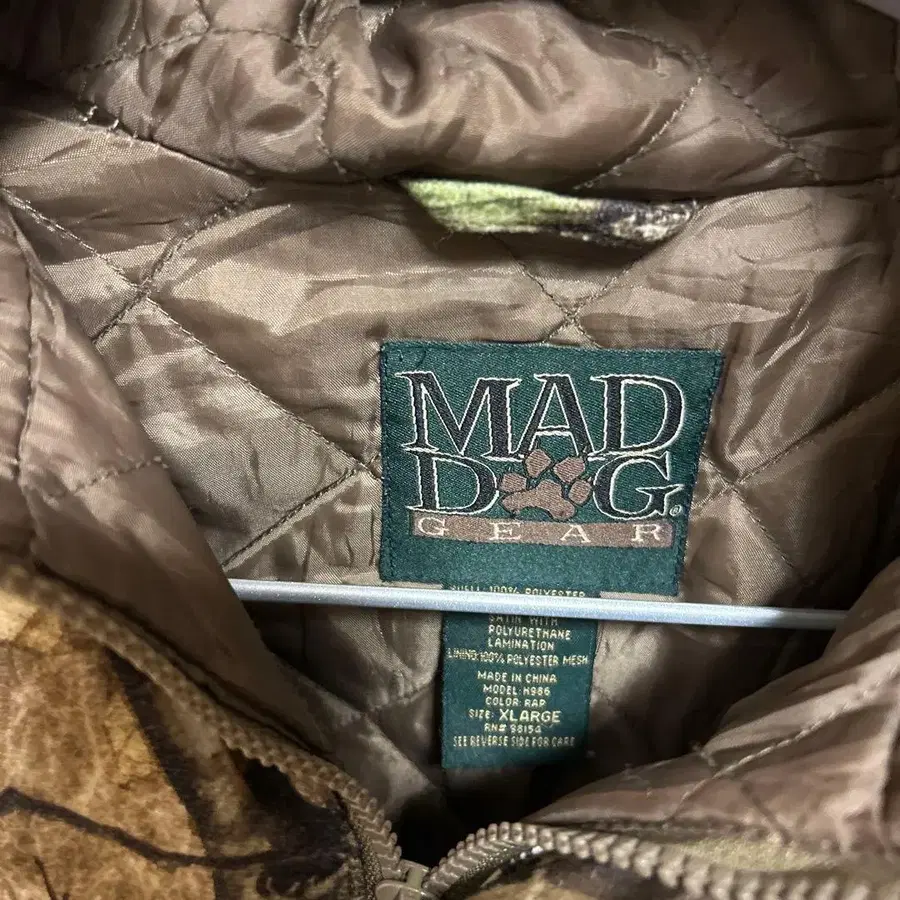 MAD
DOG®
GEAR
SHELL: 100% POLYESTER
SATIN WITH
POLYURETHANE
LAMINATION
LINING:100% POLYESTER MESH
MADE IN CHINA
MODEL: K986
COLOR: RAP
SIZE: XLARGE
RN# 98154
SEE REVERSE SIDE FOR CARE